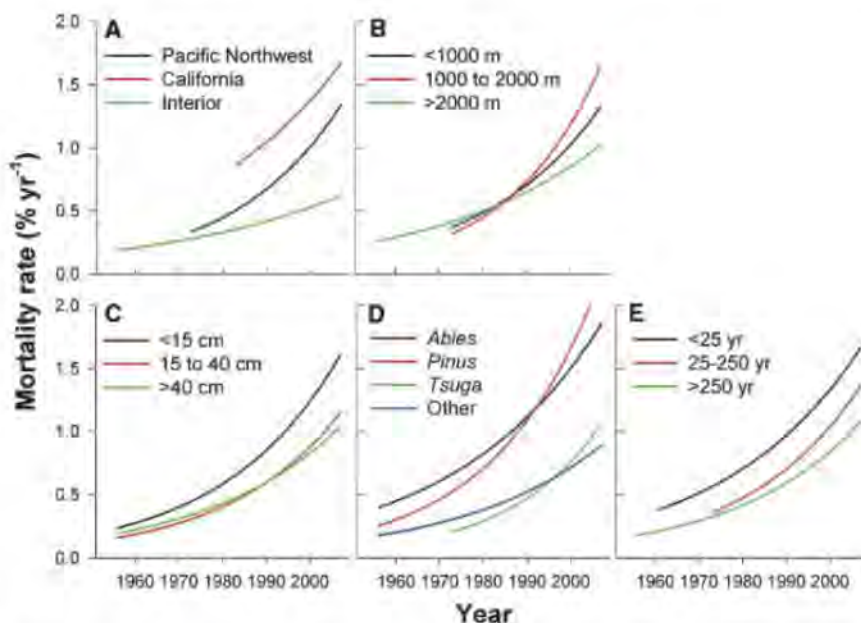 2.0
A
Pacific Northwest
California
Interior
1.5
1.0
0.5
0.0
B
<1000 m
1000 to 2000 m
>2000 m
Mortality rate (% yr-1)
2.0
C
<15 cm
15 to 40 cm
>40 cm
1.5
1.0
0.5
0.0
1960 1970 1980 1990 2000
D
Abies
Pinus
Tsuga
Other
1960 1970 1980 1990 2000
E
<25 yr
25-250 yr
>250 yr
1960 1970 1980 1990 2000
Year